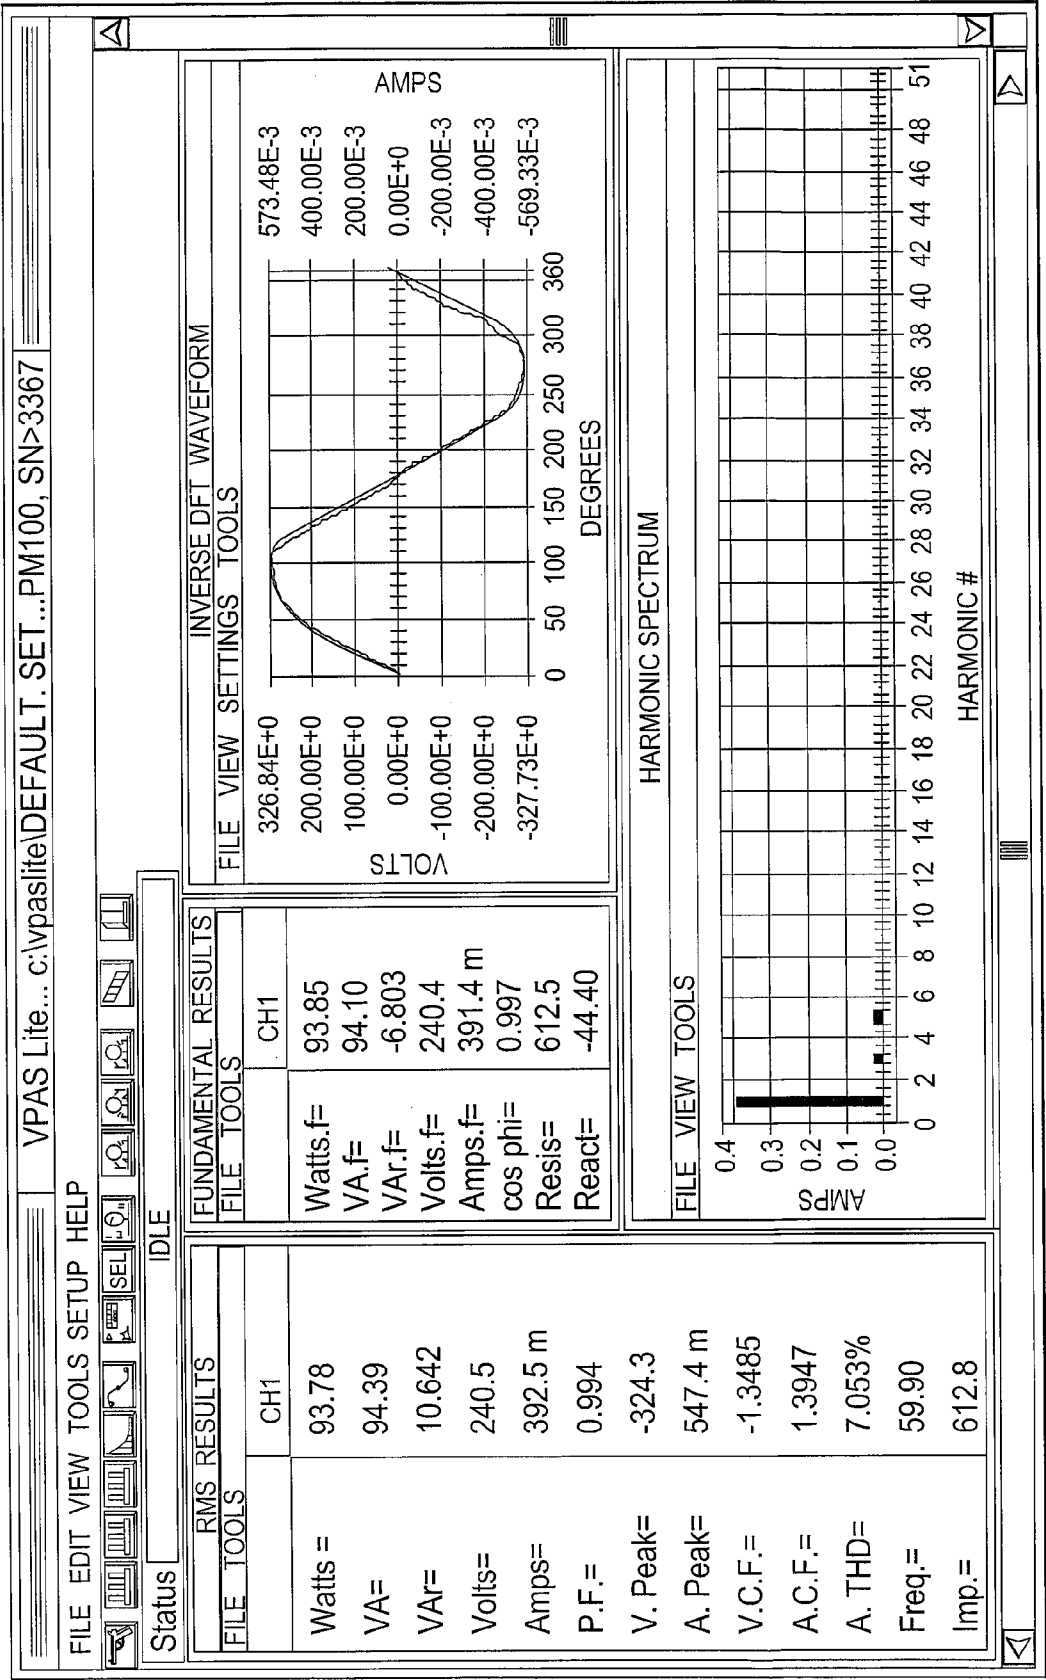 VPAS Lite... c:\vpaslite\DEFAULT. SET...PM100, SN>3367
FILE EDIT VIEW TOOLS SETUP HELP
SEL
Status
IDLE
RMS RESULTS
FILE TOOLS
CH1
Watts = 93.78
VA= 94.39
VAr= 10.642
Volts= 240.5
Amps= 392.5 m
P.F.= 0.994
V. Peak= -324.3
A. Peak= 547.4 m
V.C.F.= -1.3485
A.C.F.= 1.3947
A. THD= 7.053%
Freq.= 59.90
Imp.= 612.8
FUNDAMENTAL RESULTS
FILE TOOLS
CH1
Watts.f= 93.85
VA.f= 94.10
VAr.f= -6.803
Volts.f= 240.4
Amps.f= 391.4 m
cos phi= 0.997
Resis= 612.5
React= -44.40
INVERSE DFT WAVEFORM
FILE VIEW SETTINGS TOOLS
VOLTS
326.84E+0
200.00E+0
100.00E+0
0.00E+0
-100.00E+0
-200.00E+0
-327.73E+0
573.48E-3
400.00E-3
200.00E-3
0.00E+0
-200.00E-3
-400.00E-3
-569.33E-3
AMPS
0 50 100 150 200 250 300 360
DEGREES
HARMONIC SPECTRUM
FILE VIEW TOOLS
AMPS
0.4
0.3
0.2
0.1
0.0
0 2 4 6 8 10 12 14 16 18 20 22 24 26 28 30 32 34 36 38 40 42 44 46 48 51
HARMONIC #